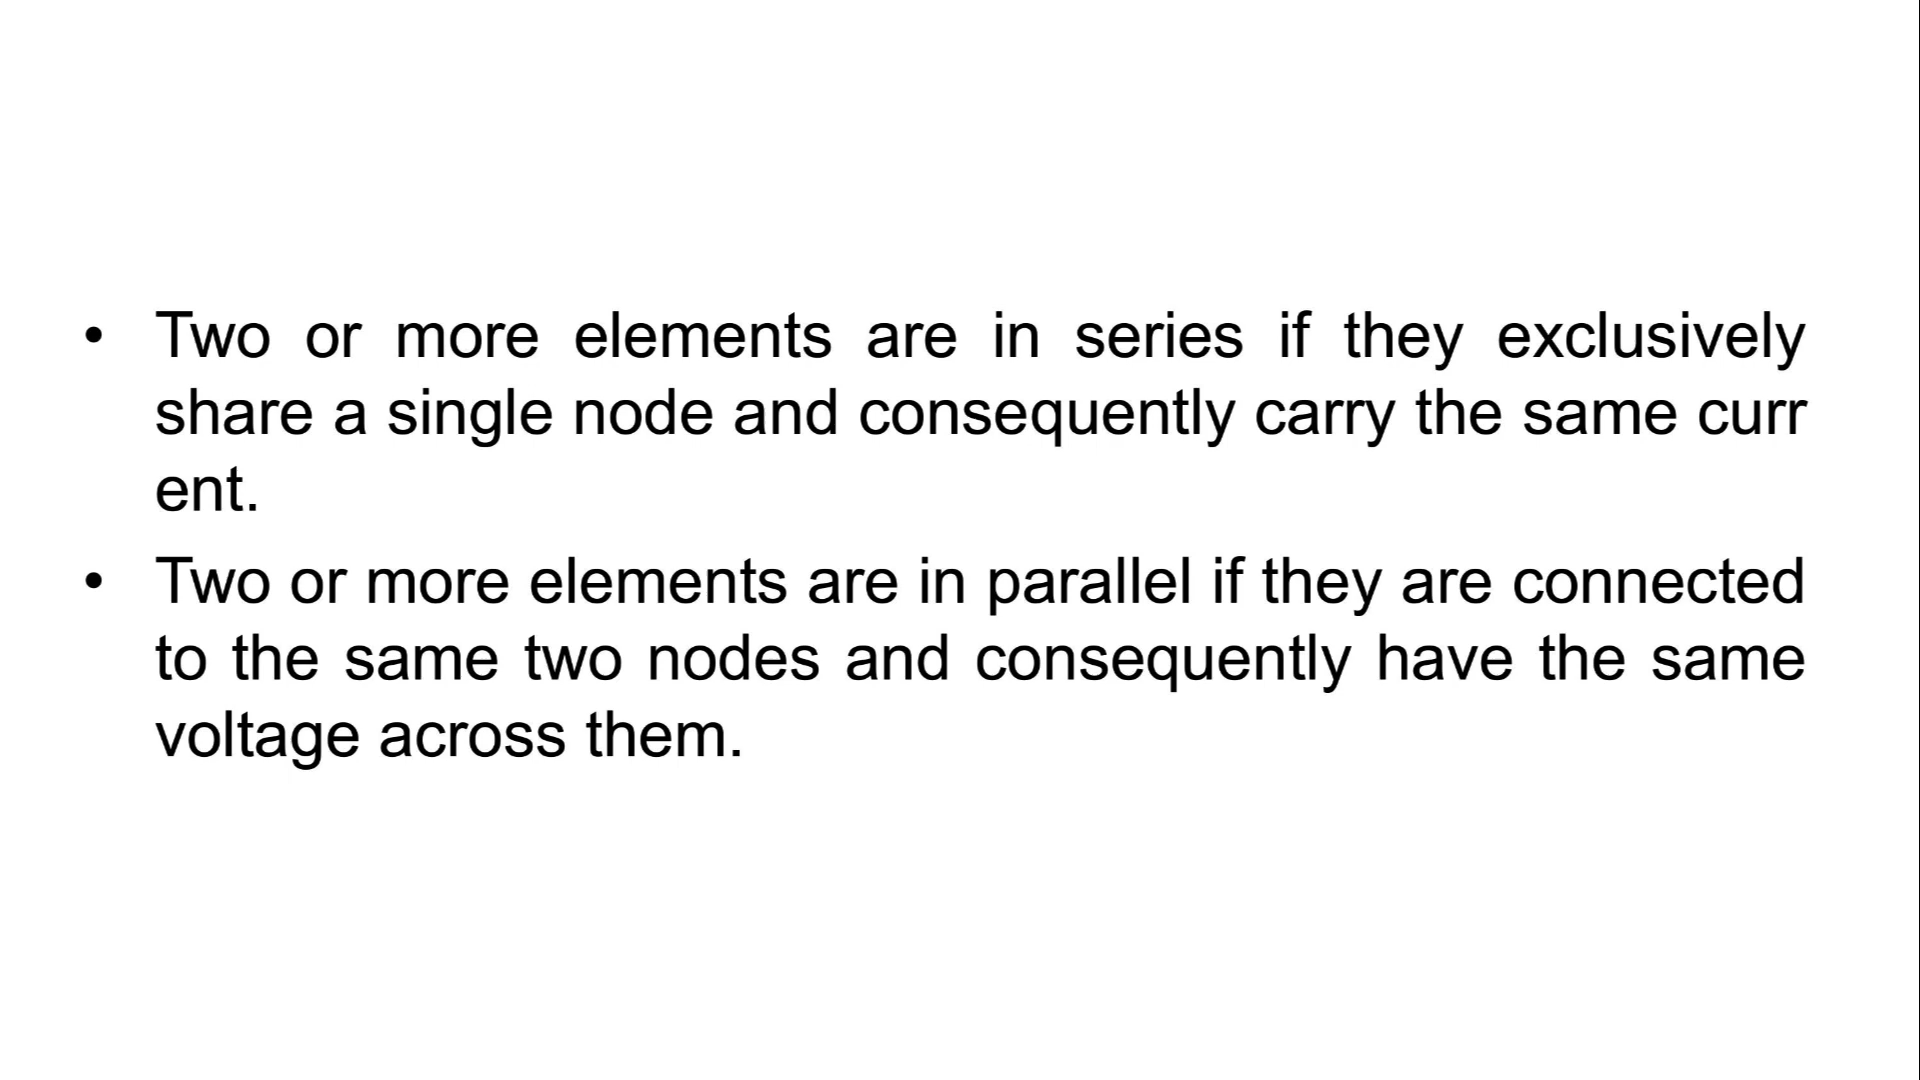 • Two or more elements are in series if they exclusively
share a single node and consequently carry the same curr
ent.
• Two or more elements are in parallel if they are connected
to the same two nodes and consequently have the same
voltage across them.